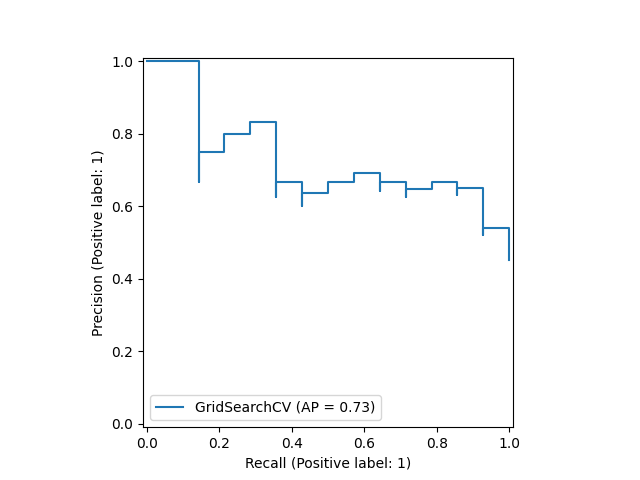 1.0
0.8
0.6
0.4
0.2
0.0
Precision (Positive label: 1)
GridSearchCV (AP = 0.73)
0.0 0.2 0.4 0.6 0.8 1.0
Recall (Positive label: 1)